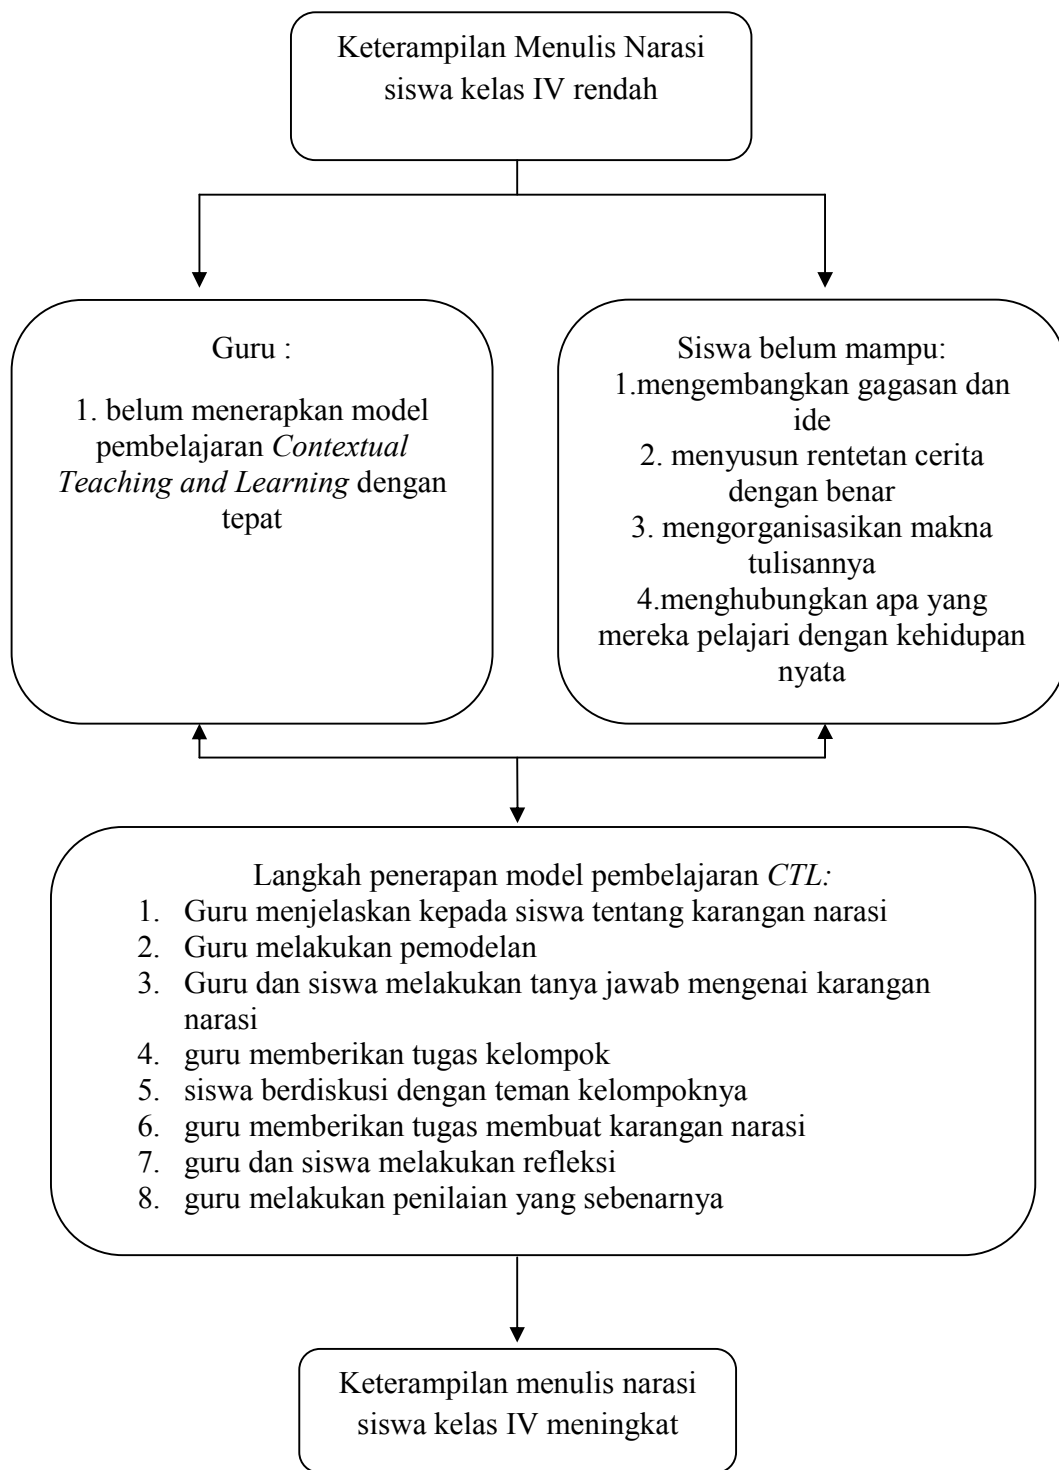 Keterampilan Menulis Narasi
siswa kelas IV rendah
Guru :
1. belum menerapkan model
pembelajaran Contextual
Teaching and Learning dengan
tepat
Siswa belum mampu:
1.mengembangkan gagasan dan
ide
2. menyusun rentetan cerita
dengan benar
3. mengorganisasikan makna
tulisannya
4.menghubungkan apa yang
mereka pelajari dengan kehidupan
nyata
Langkah penerapan model pembelajaran CTL:
1. Guru menjelaskan kepada siswa tentang karangan narasi
2. Guru melakukan pemodelan
3. Guru dan siswa melakukan tanya jawab mengenai karangan
narasi
4. guru memberikan tugas kelompok
5. siswa berdiskusi dengan teman kelompoknya
6. guru memberikan tugas membuat karangan narasi
7. guru dan siswa melakukan refleksi
8. guru melakukan penilaian yang sebenarnya
Keterampilan menulis narasi
siswa kelas IV meningkat